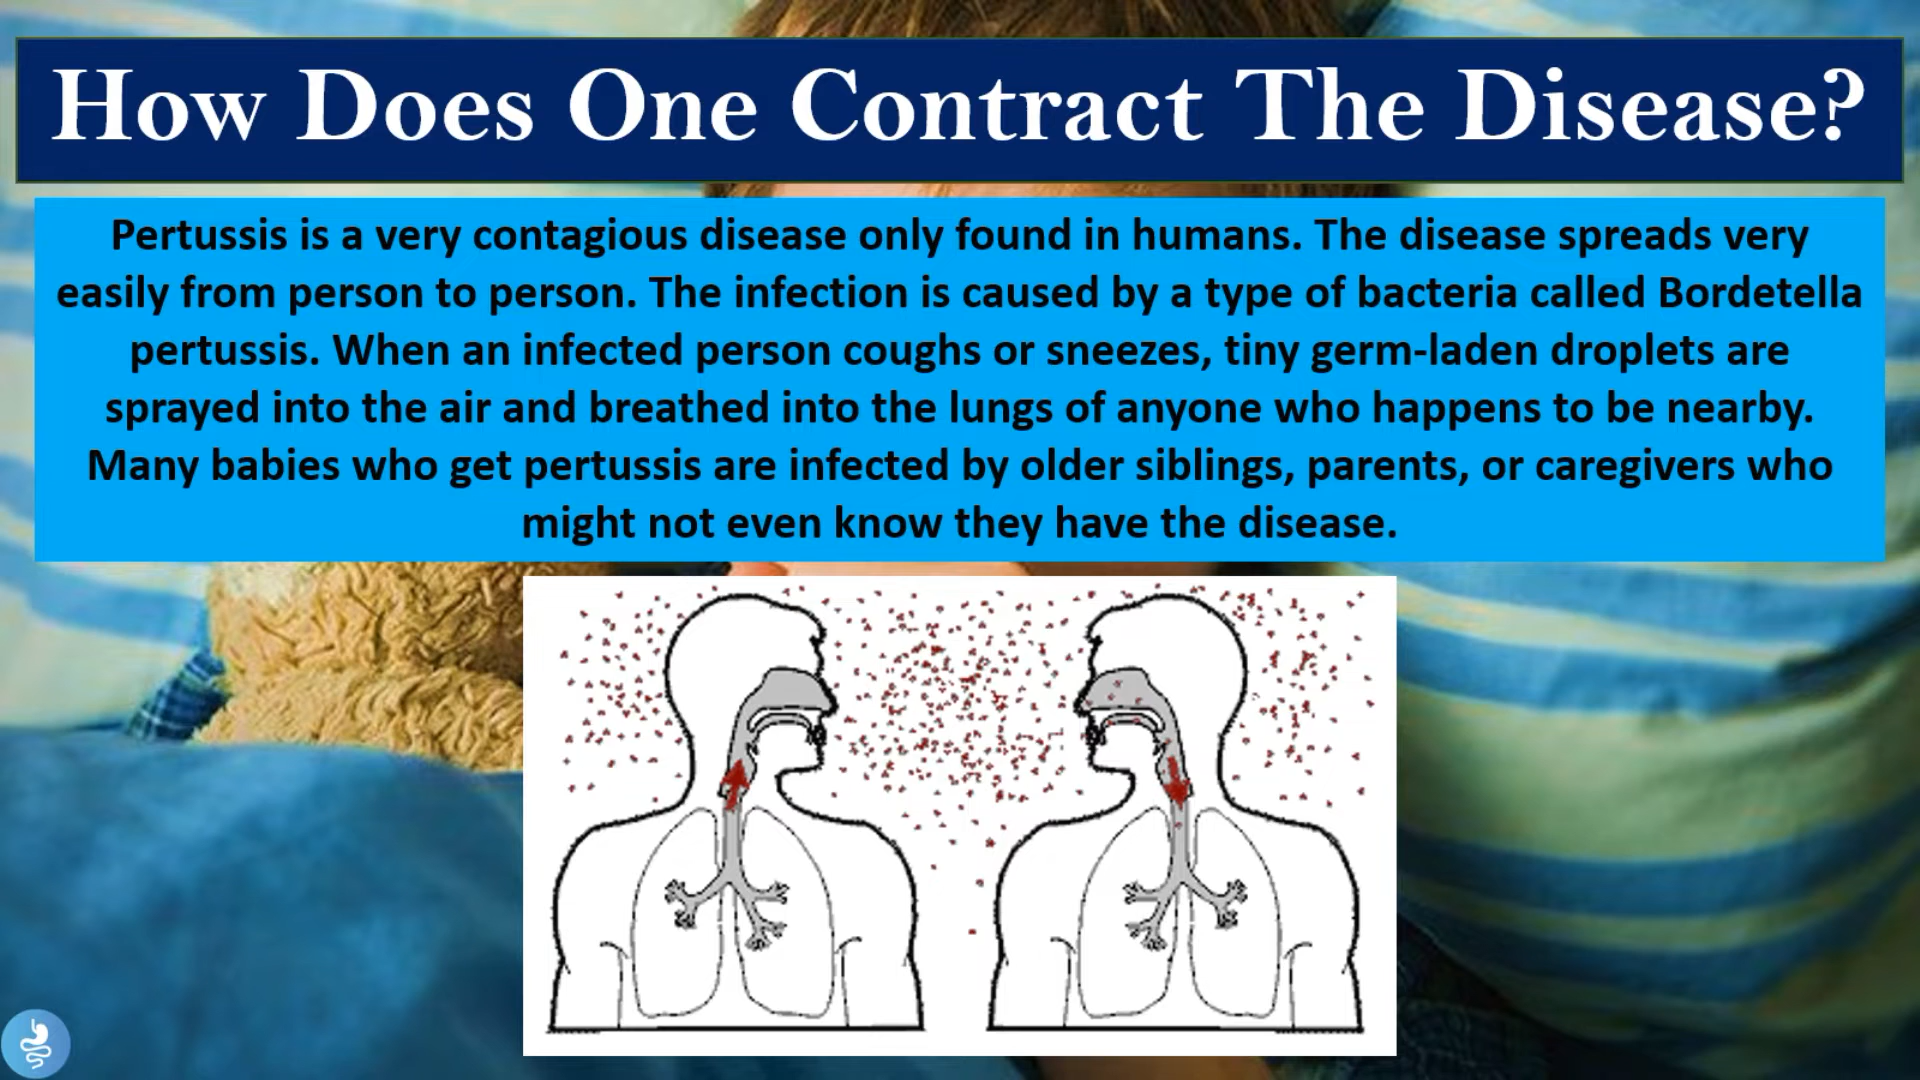 How Does One Contract The Disease?
Pertussis is a very contagious disease only found in humans. The disease spreads very
easily from person to person. The infection is caused by a type of bacteria called Bordetella
pertussis. When an infected person coughs or sneezes, tiny germ-laden droplets are
sprayed into the air and breathed into the lungs of anyone who happens to be nearby.
Many babies who get pertussis are infected by older siblings, parents, or caregivers who
might not even know they have the disease.